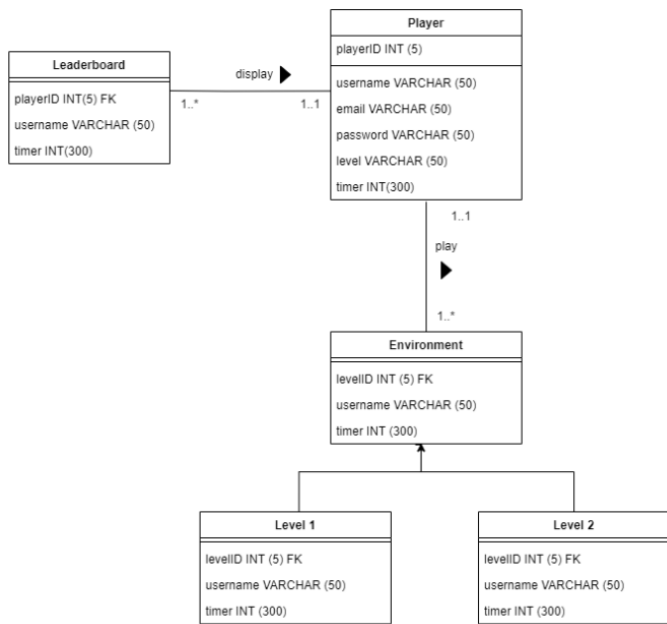 Player
playerID INT (5)
username VARCHAR (50)
email VARCHAR (50)
password VARCHAR (50)
level VARCHAR (50)
timer INT(300)
Leaderboard
playerID INT(5) FK
username VARCHAR (50)
timer INT(300)
display
1..*
1..1
1..1
play
1..*
Environment
levelID INT (5) FK
username VARCHAR (50)
timer INT (300)
Level 1
levelID INT (5) FK
username VARCHAR (50)
timer INT (300)
Level 2
levelID INT (5) FK
username VARCHAR (50)
timer INT (300)